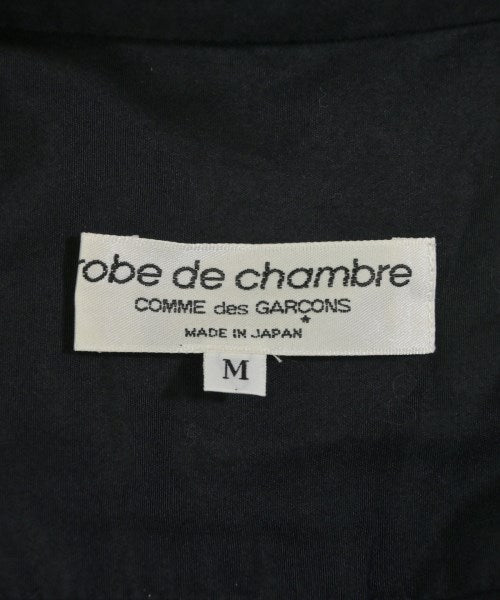 robe de chambre
COMME des GARÇONS
MADE IN JAPAN
M